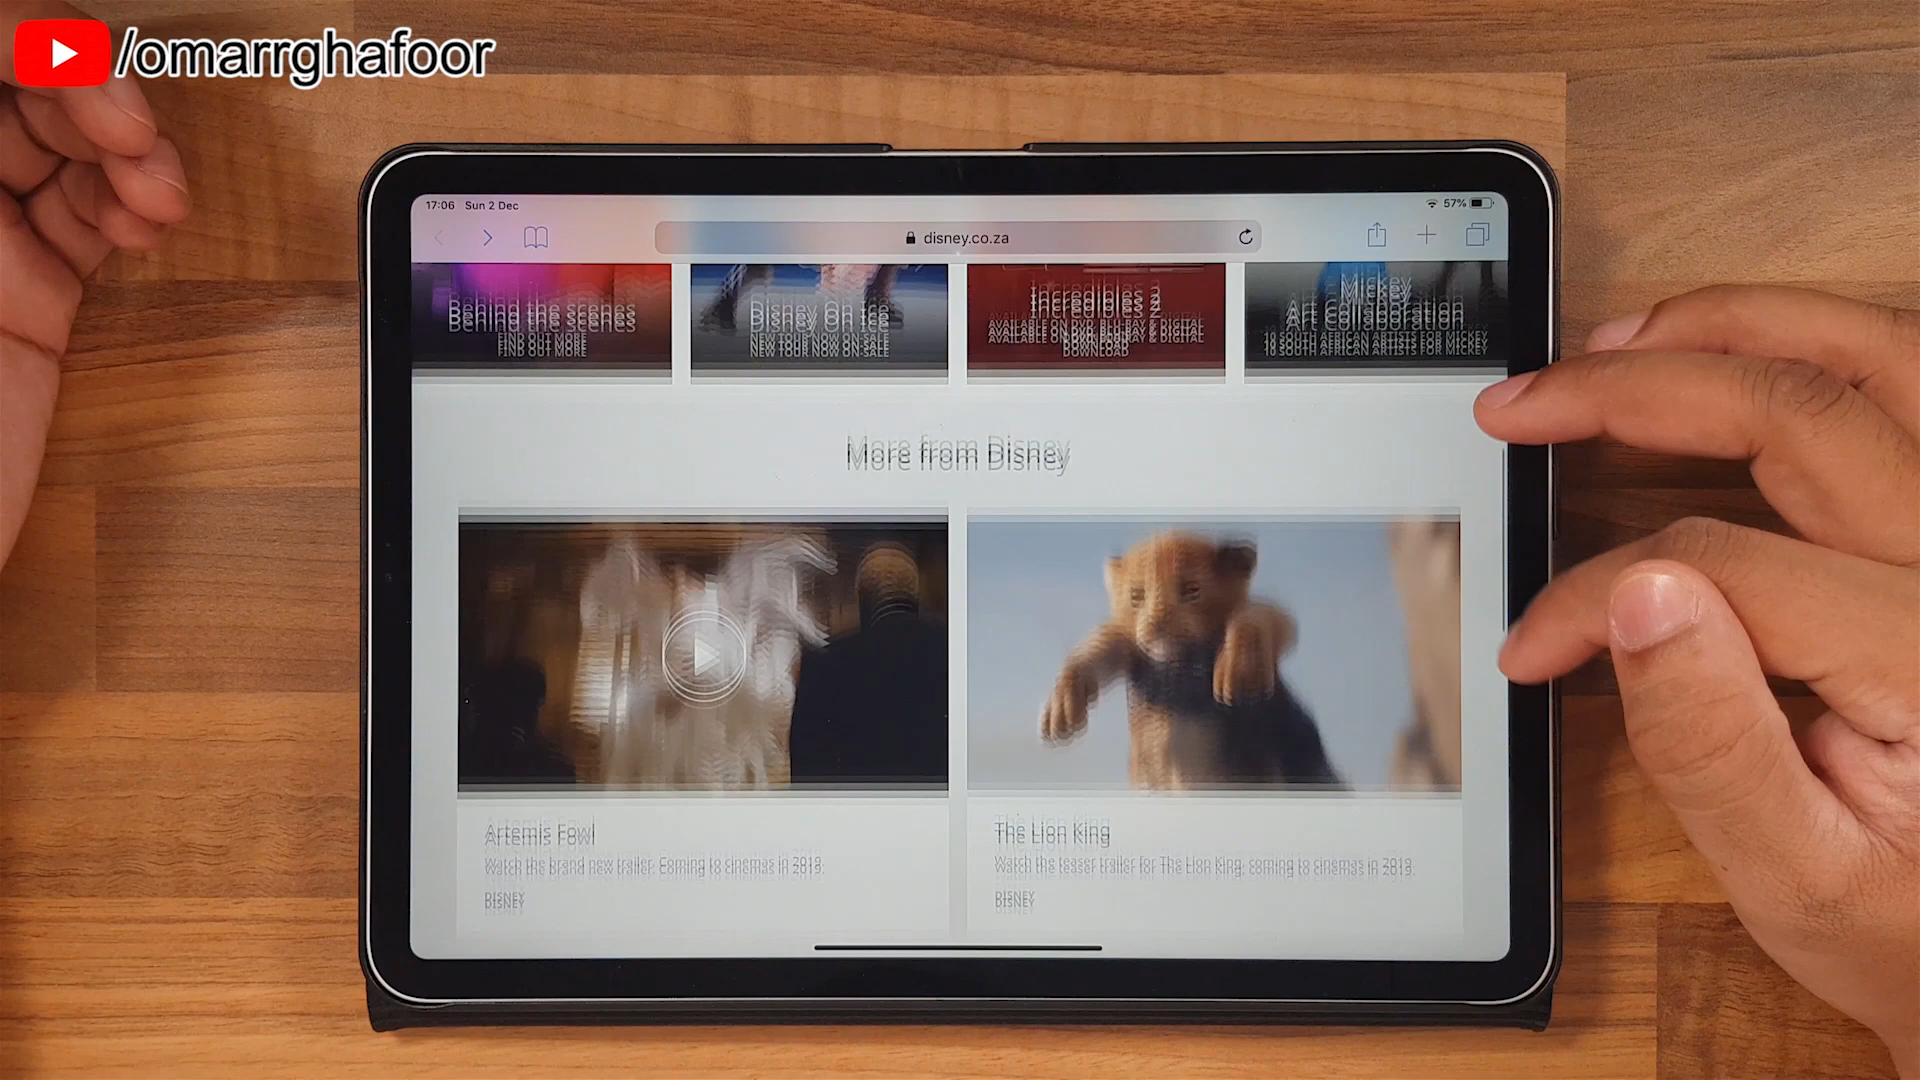 /omarrghafoor
17:06 Sun 2 Dec
57%
disney.co.za
Behind the scenes
FIND OUT MORE
Disney On Ice
NEW TOUR NOW ON SALE
Incredibles 2
AVAILABLE ON DVD, BLU-RAY & DIGITAL
DOWNLOAD
Mickey
Art Collaboration
10 SOUTH AFRICAN ARTISTS FOR MICKEY
More from Disney
Artemis Fowl
Watch the brand new trailer. Coming to cinemas in 2019.
DISNEY
The Lion King
Watch the teaser trailer for The Lion King, coming to cinemas in 2019.
DISNEY